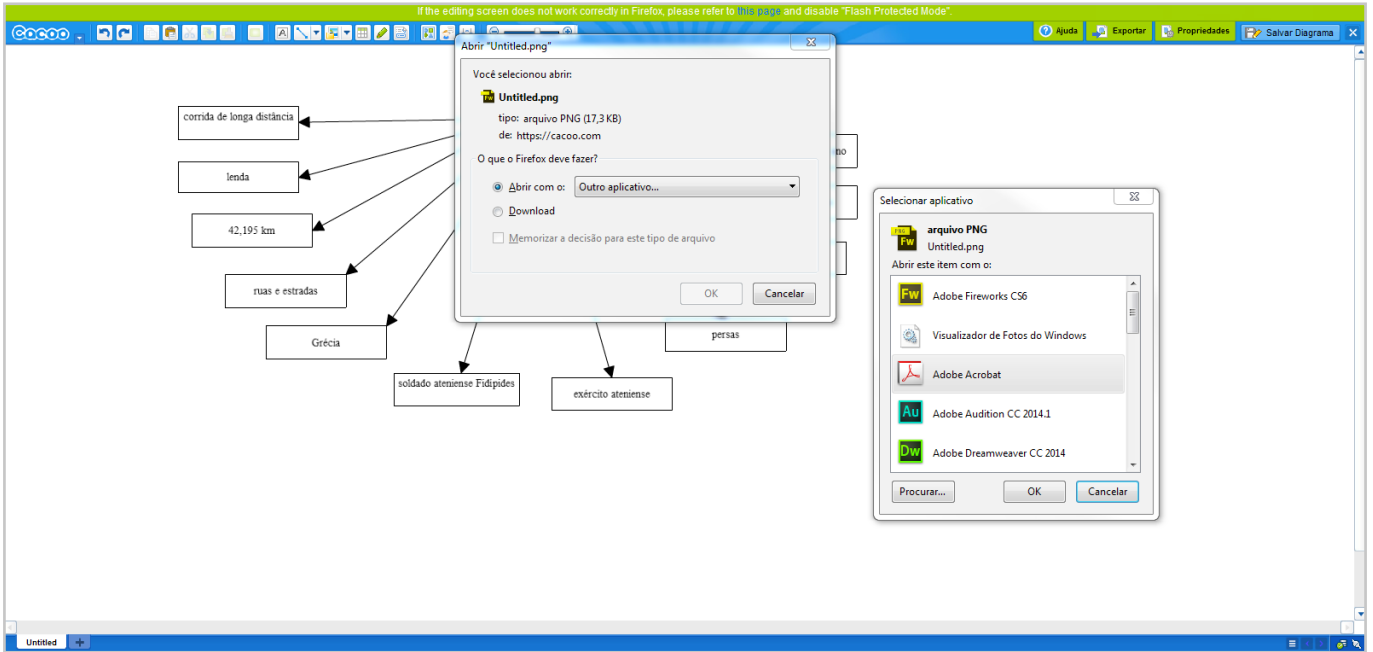 If the editing screen does not work correctly in Firefox, please refer to this page and disable "Flash Protected Mode".
Cacoo
Ajuda
Exportar
Propriedades
Salvar Diagrama
Abrir "Untitled.png"
Você selecionou abrir:
Untitled.png
tipo: arquivo PNG (17,3 KB)
de: https://cacoo.com
O que o Firefox deve fazer?
Abrir com o:
Outro aplicativo...
Download
Memorizar a decisão para este tipo de arquivo
OK
Cancelar
corrida de longa distância
lenda
42,195 km
ruas e estradas
Grécia
soldado ateniense Fidípides
exército ateniense
persas
no
Selecionar aplicativo
arquivo PNG
Untitled.png
Abrir este item com o:
Fw
Adobe Fireworks CS6
Visualizador de Fotos do Windows
Adobe Acrobat
Au
Adobe Audition CC 2014.1
Dw
Adobe Dreamweaver CC 2014
Procurar...
OK
Cancelar
Untitled